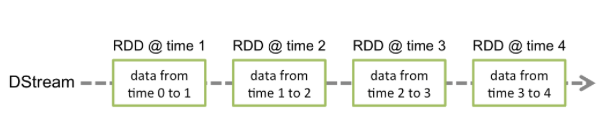 RDD @ time 1 RDD @ time 2 RDD @ time 3 RDD @ time 4
DStream
data from
time 0 to 1
data from
time 1 to 2
data from
time 2 to 3
data from
time 3 to 4